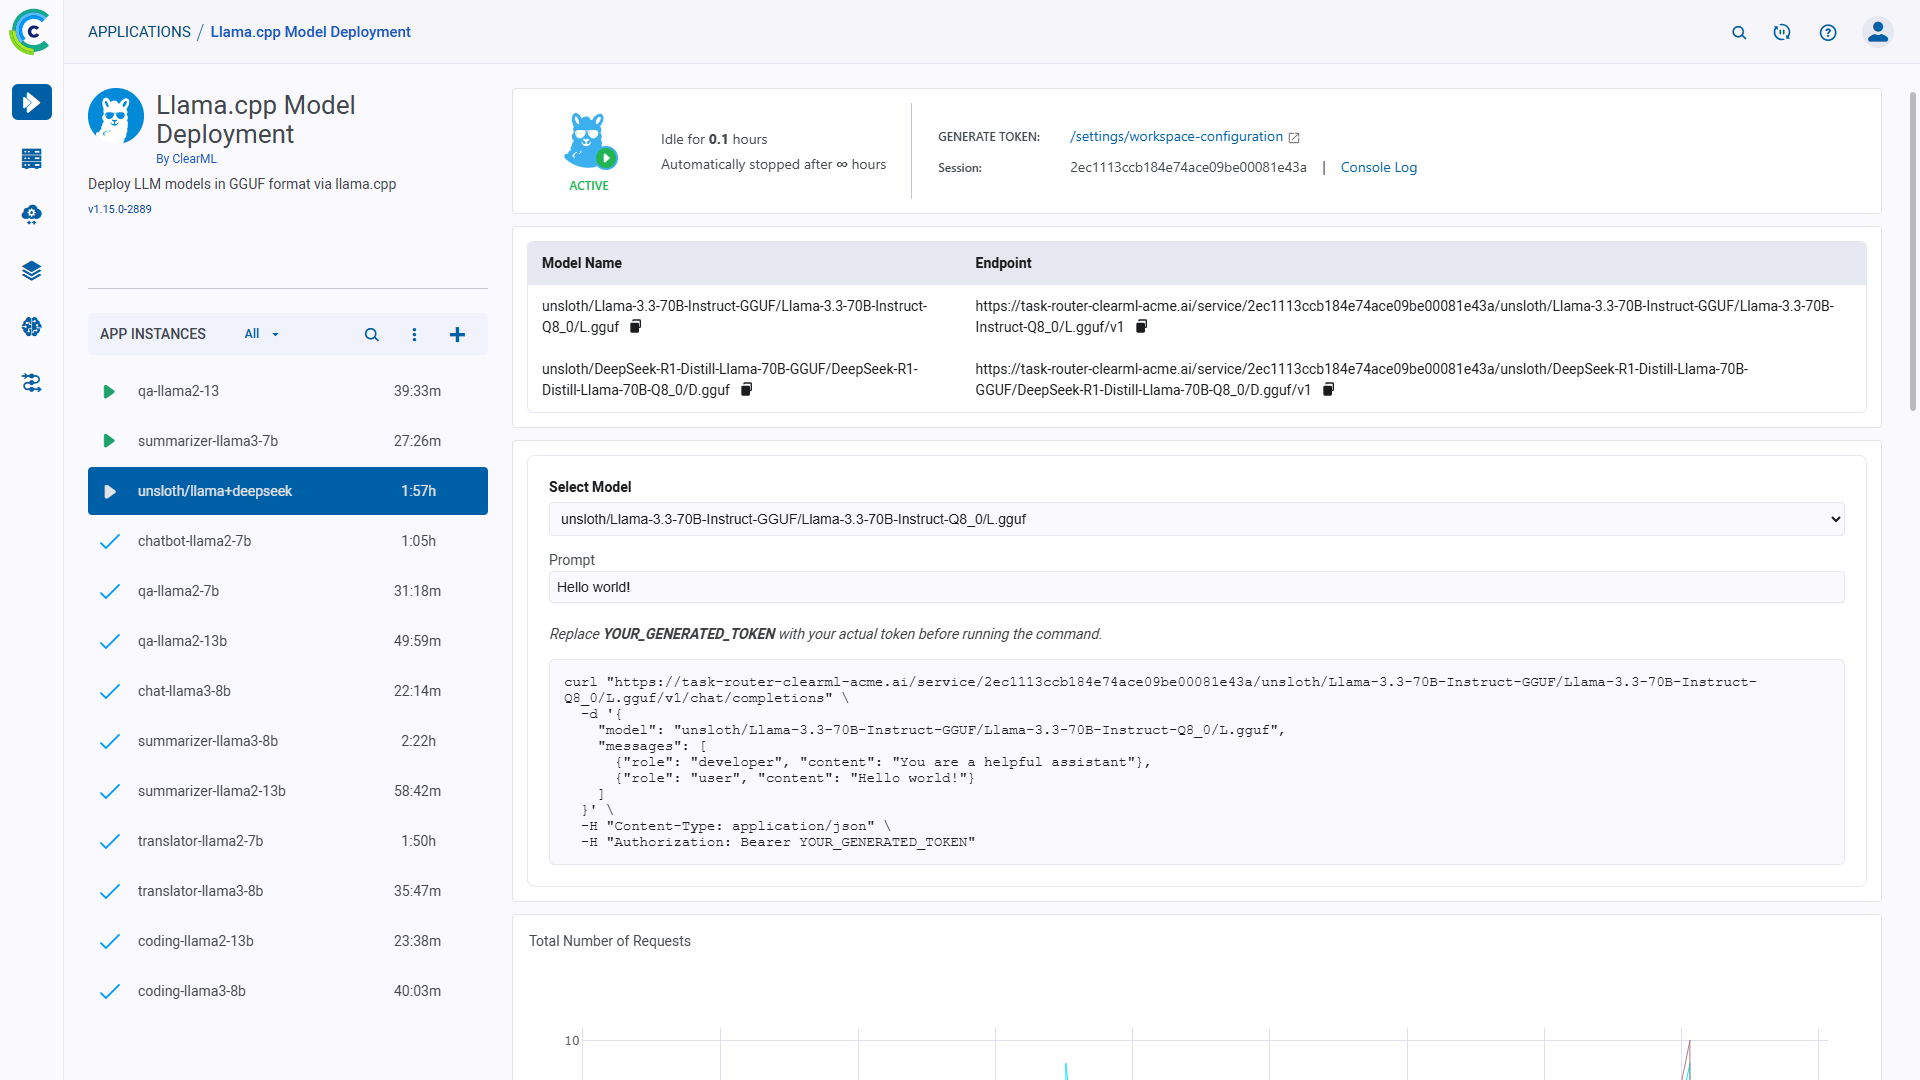 APPLICATIONS / Llama.cpp Model Deployment
Llama.cpp Model
Deployment
By ClearML
Deploy LLM models in GGUF format via llama.cpp
v1.15.0-2889
APP INSTANCES All
qa-llama2-13 39:33m
summarizer-llama3-7b 27:26m
unsloth/llama+deepseek 1:57h
chatbot-llama2-7b 1:05h
qa-llama2-7b 31:18m
qa-llama2-13b 49:59m
chat-llama3-8b 22:14m
summarizer-llama3-8b 2:22h
summarizer-llama2-13b 58:42m
translator-llama2-7b 1:50h
translator-llama3-8b 35:47m
coding-llama2-13b 23:38m
coding-llama3-8b 40:03m
ACTIVE
Idle for 0.1 hours
Automatically stopped after ∞ hours
GENERATE TOKEN: /settings/workspace-configuration
Session: 2ec1113ccb184e74ace09be00081e43a | Console Log
Model Name Endpoint
unsloth/Llama-3.3-70B-Instruct-GGUF/Llama-3.3-70B-Instruct-
Q8_0/L.gguf
https://task-router-clearml-acme.ai/service/2ec1113ccb184e74ace09be00081e43a/unsloth/Llama-3.3-70B-Instruct-GGUF/Llama-3.3-70B-
Instruct-Q8_0/L.gguf/v1
unsloth/DeepSeek-R1-Distill-Llama-70B-GGUF/DeepSeek-R1-
Distill-Llama-70B-Q8_0/D.gguf
https://task-router-clearml-acme.ai/service/2ec1113ccb184e74ace09be00081e43a/unsloth/DeepSeek-R1-Distill-Llama-70B-
GGUF/DeepSeek-R1-Distill-Llama-70B-Q8_0/D.gguf/v1
Select Model
unsloth/Llama-3.3-70B-Instruct-GGUF/Llama-3.3-70B-Instruct-Q8_0/L.gguf
Prompt
Hello world!
Replace YOUR_GENERATED_TOKEN with your actual token before running the command.
curl "https://task-router-clearml-acme.ai/service/2ec1113ccb184e74ace09be00081e43a/unsloth/Llama-3.3-70B-Instruct-GGUF/Llama-3.3-70B-Instruct-
Q8_0/L.gguf/v1/chat/completions" \
-d '{
"model": "unsloth/Llama-3.3-70B-Instruct-GGUF/Llama-3.3-70B-Instruct-Q8_0/L.gguf",
"messages": [
{"role": "developer", "content": "You are a helpful assistant"},
{"role": "user", "content": "Hello world!"}
]
}' \
-H "Content-Type: application/json" \
-H "Authorization: Bearer YOUR_GENERATED_TOKEN"
Total Number of Requests
10